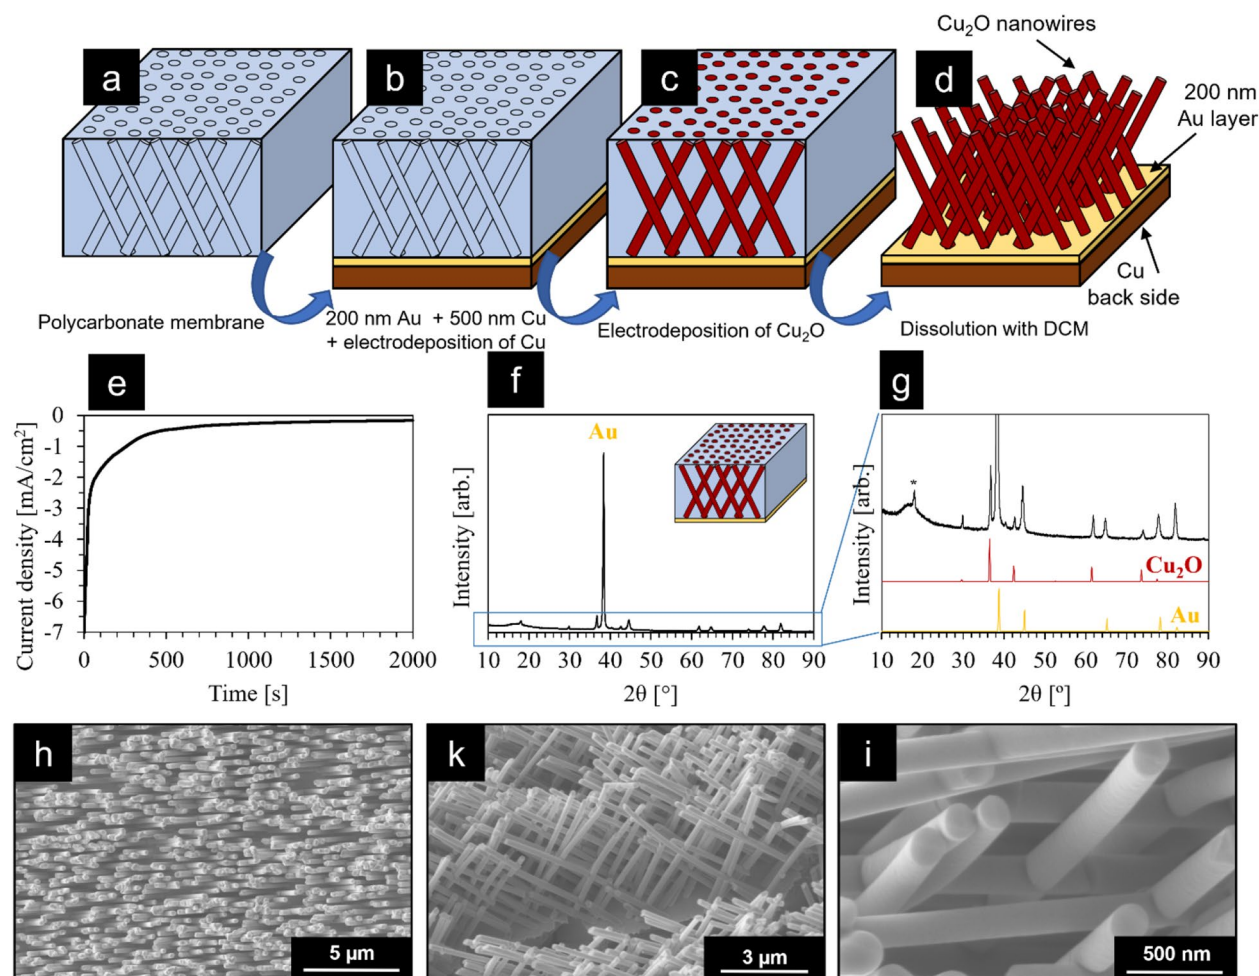 a
b
c
d
Cu₂O nanowires
200 nm
Au layer
Cu
back side
Polycarbonate membrane
200 nm Au + 500 nm Cu
+ electrodeposition of Cu
Electrodeposition of Cu₂O
Dissolution with DCM
e
Current density [mA/cm²]
0
-1
-2
-3
-4
-5
-6
-7
0 500 1000 1500 2000
Time [s]
f
Intensity [arb.]
Au
10 20 30 40 50 60 70 80 90
2θ [°]
g
Intensity [arb.]
*
Cu₂O
Au
10 20 30 40 50 60 70 80 90
2θ [º]
h
5 µm
k
3 µm
i
500 nm